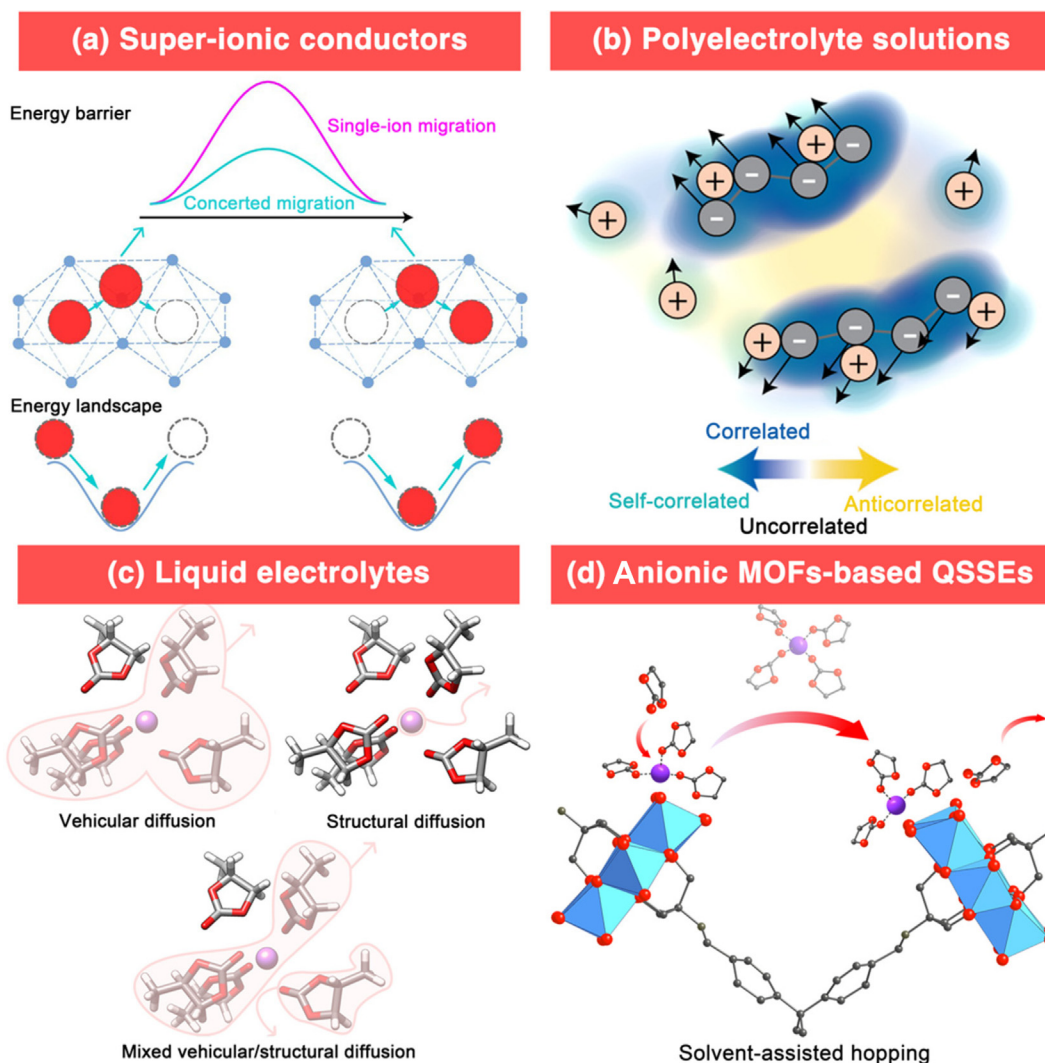 (a) Super-ionic conductors
Energy barrier
Single-ion migration
Concerted migration
Energy landscape
(b) Polyelectrolyte solutions
+
−
+
−
+
−
−
+
+
+
−
+
+
−
−
−
+
+
Correlated
Self-correlated
Anticorrelated
Uncorrelated
(c) Liquid electrolytes
Vehicular diffusion
Structural diffusion
Mixed vehicular/structural diffusion
(d) Anionic MOFs-based QSSEs
Solvent-assisted hopping